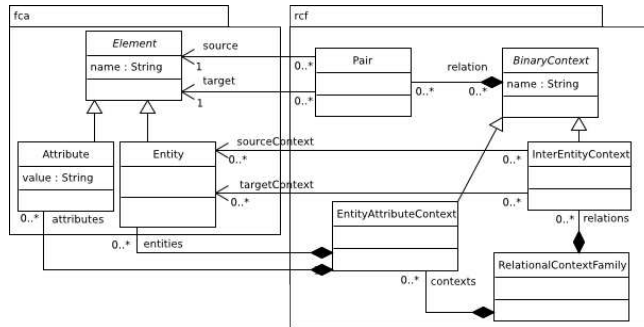 fca
rcf
Element
name : String
source
1
0..*
target
1
0..*
Pair
relation
0..*
0..*
BinaryContext
name : String
Attribute
value : String
Entity
sourceContext
0..*
0..*
InterEntityContext
targetContext
0..*
0..*
0..*
attributes
EntityAttributeContext
0..*
relations
0..*
entities
RelationalContextFamily
0..*
contexts